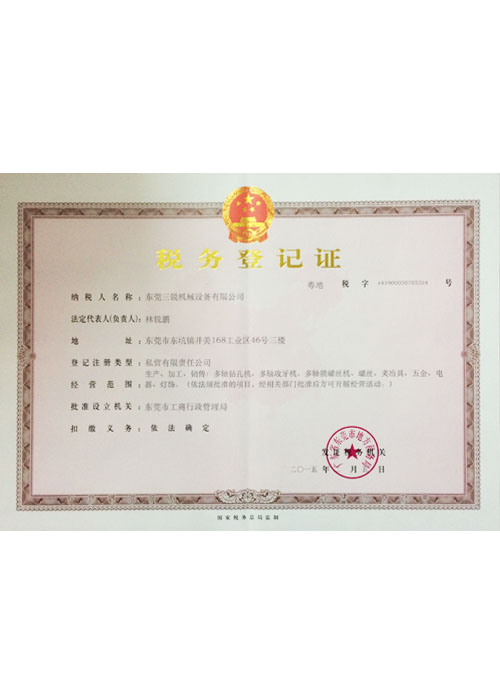 税务登记证
粤地 税 字 号
纳税人名称：东莞三锐机械设备有限公司
法定代表人(负责人)：林锐鹏
地 址：东莞市东坑镇井美168工业区46号三楼
登记注册类型：私营有限责任公司
经营范围：生产、加工、销售：多轴钻孔机、多轴攻牙机、多轴锁螺丝机、螺丝、夹治具、五金、电
器、灯饰。(依法须批准的项目，经相关部门批准后方可开展经营活动。)
批准设立机关：东莞市工商行政管理局
扣缴义务：依法确定
发证税务机关
二〇一五年 月 日
国家税务总局监制